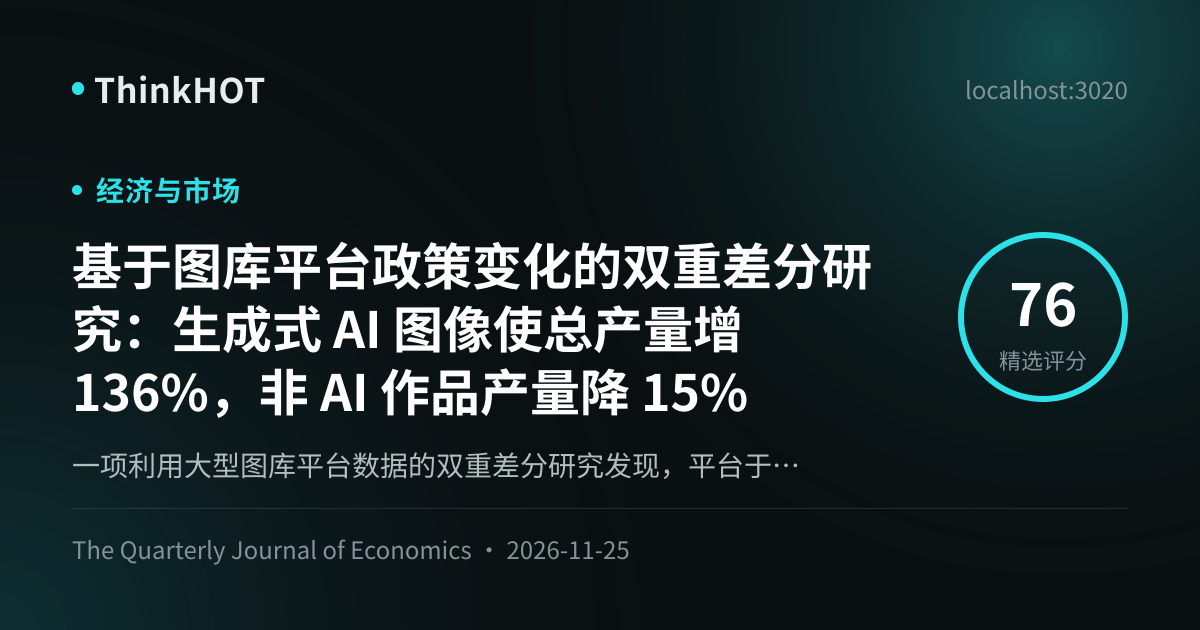 ThinkHOT
localhost:3020
经济与市场
基于图库平台政策变化的双重差分研
究：生成式 AI 图像使总产量增
136%，非 AI 作品产量降 15%
76
精选评分
一项利用大型图库平台数据的双重差分研究发现，平台于…
The Quarterly Journal of Economics · 2026-11-25